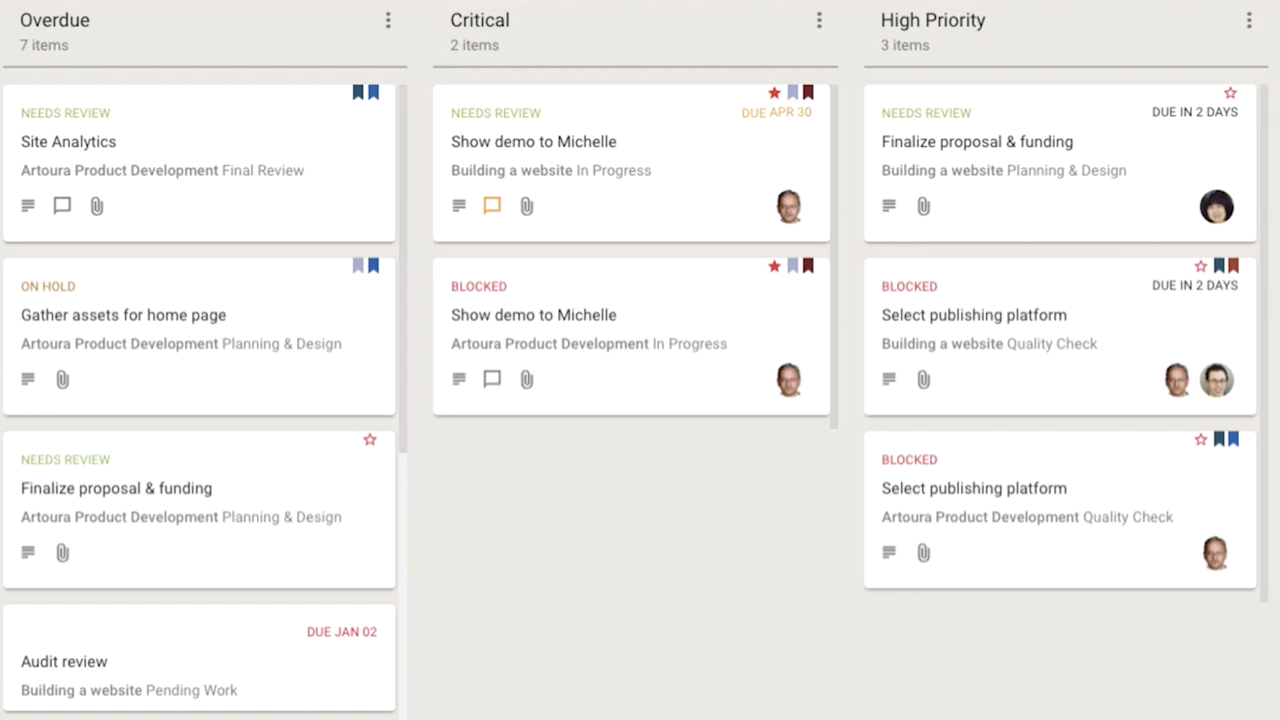 Overdue
7 items
NEEDS REVIEW
Site Analytics
Artoura Product Development Final Review
ON HOLD
Gather assets for home page
Artoura Product Development Planning & Design
NEEDS REVIEW
Finalize proposal & funding
Artoura Product Development Planning & Design
DUE JAN 02
Audit review
Building a website Pending Work
Critical
2 items
NEEDS REVIEW
DUE APR 30
Show demo to Michelle
Building a website In Progress
BLOCKED
Show demo to Michelle
Artoura Product Development In Progress
High Priority
3 items
NEEDS REVIEW
DUE IN 2 DAYS
Finalize proposal & funding
Building a website Planning & Design
BLOCKED
DUE IN 2 DAYS
Select publishing platform
Building a website Quality Check
BLOCKED
Select publishing platform
Artoura Product Development Quality Check